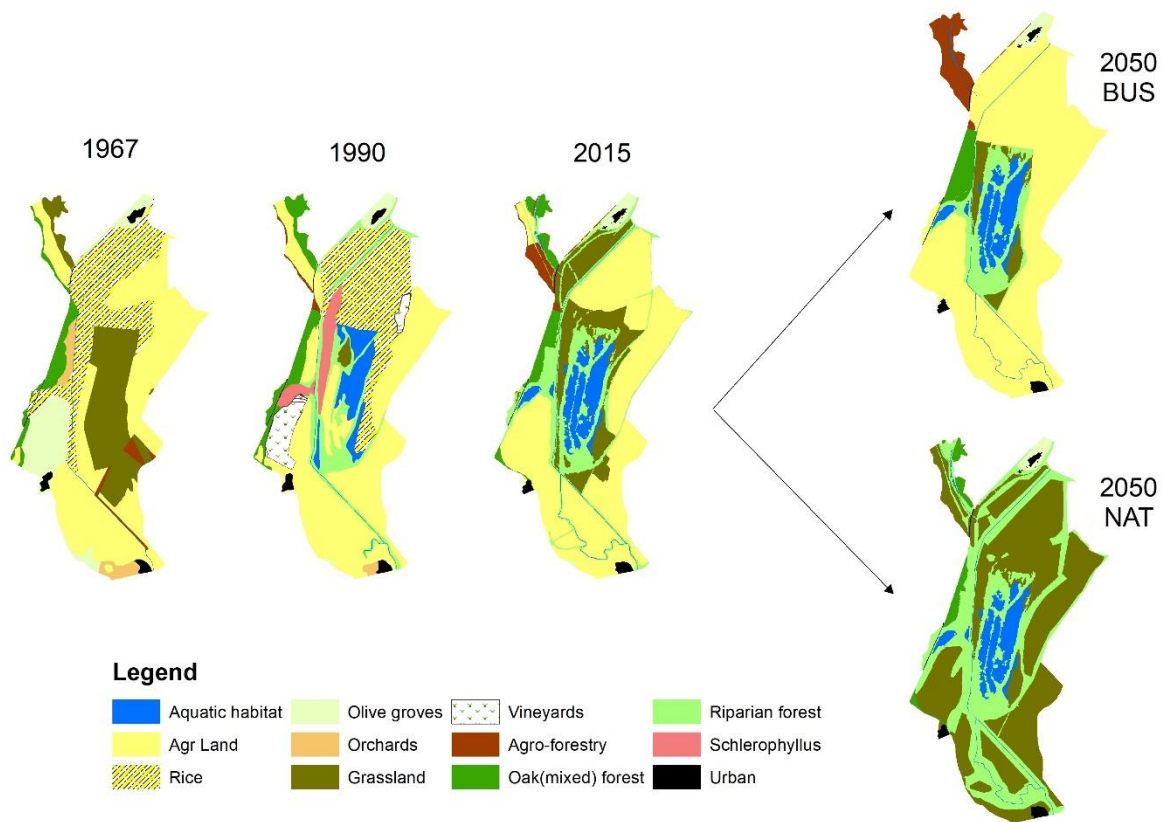 2050
BUS
1967
1990
2015
2050
NAT
Legend
Aquatic habitat
Olive groves
Vineyards
Riparian forest
Agr Land
Orchards
Agro-forestry
Schlerophyllus
Rice
Grassland
Oak(mixed) forest
Urban